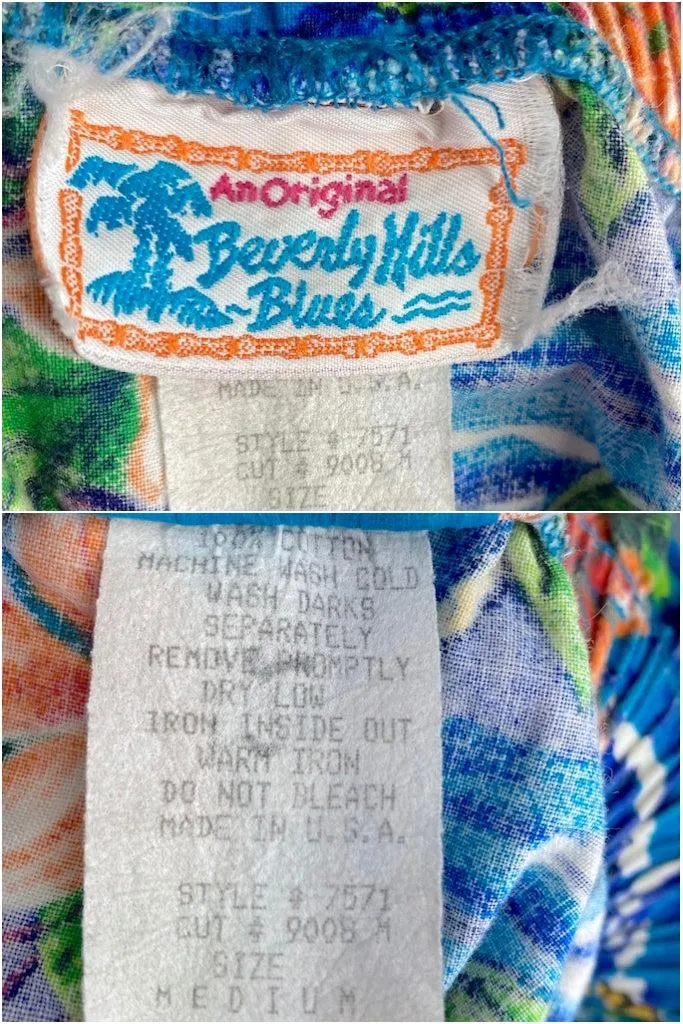 An Original
Beverly Hills
~Blues
MADE IN U.S.A.
STYLE # 7571
CUT # 9008 M
SIZE
100% COTTON
MACHINE WASH COLD
WASH DARKS
SEPARATELY
REMOVE PROMPTLY
DRY LOW
IRON INSIDE OUT
WARM IRON
DO NOT BLEACH
MADE IN U.S.A.
STYLE # 7571
CUT # 9008 M
SIZE
MEDIUM